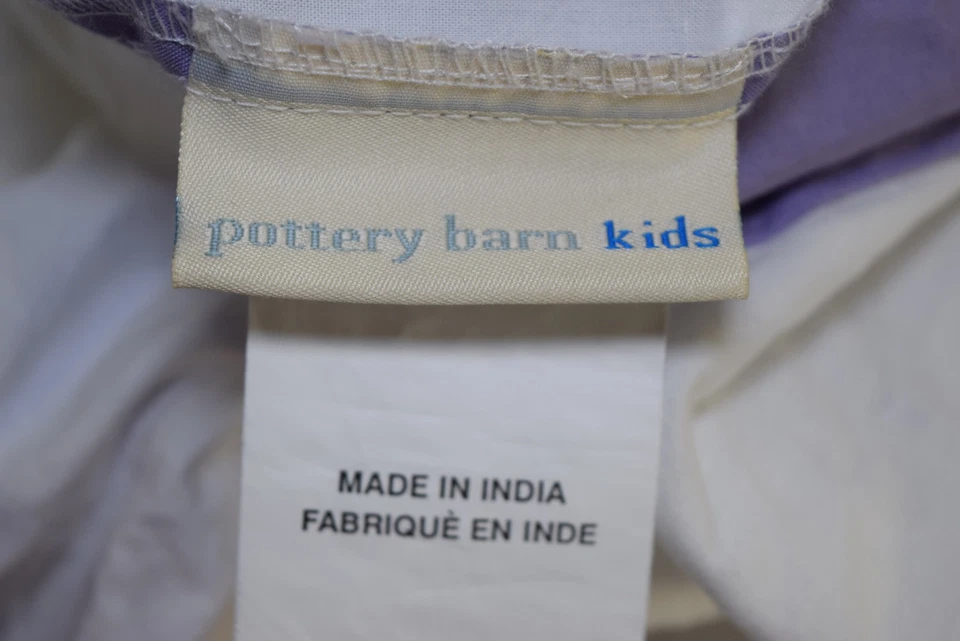 pottery barn kids
MADE IN INDIA
FABRIQUÈ EN INDE